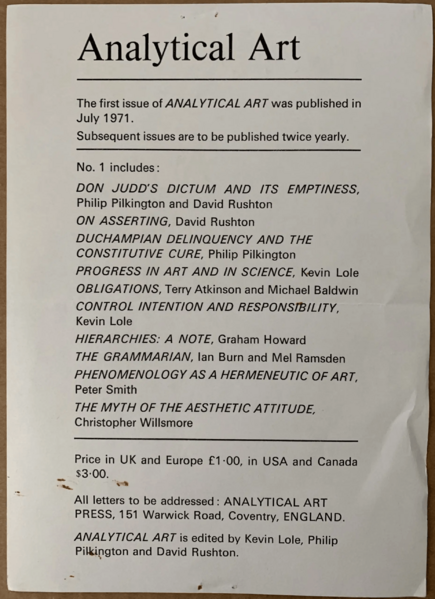 Analytical Art
The first issue of ANALYTICAL ART was published in
July 1971.
Subsequent issues are to be published twice yearly.
No. 1 includes:
DON JUDD'S DICTUM AND ITS EMPTINESS,
Philip Pilkington and David Rushton
ON ASSERTING, David Rushton
DUCHAMPIAN DELINQUENCY AND THE
CONSTITUTIVE CURE, Philip Pilkington
PROGRESS IN ART AND IN SCIENCE, Kevin Lole
OBLIGATIONS, Terry Atkinson and Michael Baldwin
CONTROL INTENTION AND RESPONSIBILITY,
Kevin Lole
HIERARCHIES: A NOTE, Graham Howard
THE GRAMMARIAN, Ian Burn and Mel Ramsden
PHENOMENOLOGY AS A HERMENEUTIC OF ART,
Peter Smith
THE MYTH OF THE AESTHETIC ATTITUDE,
Christopher Willsmore
Price in UK and Europe £1·00, in USA and Canada
$3·00.
All letters to be addressed: ANALYTICAL ART
PRESS, 151 Warwick Road, Coventry, ENGLAND.
ANALYTICAL ART is edited by Kevin Lole, Philip
Pilkington and David Rushton.